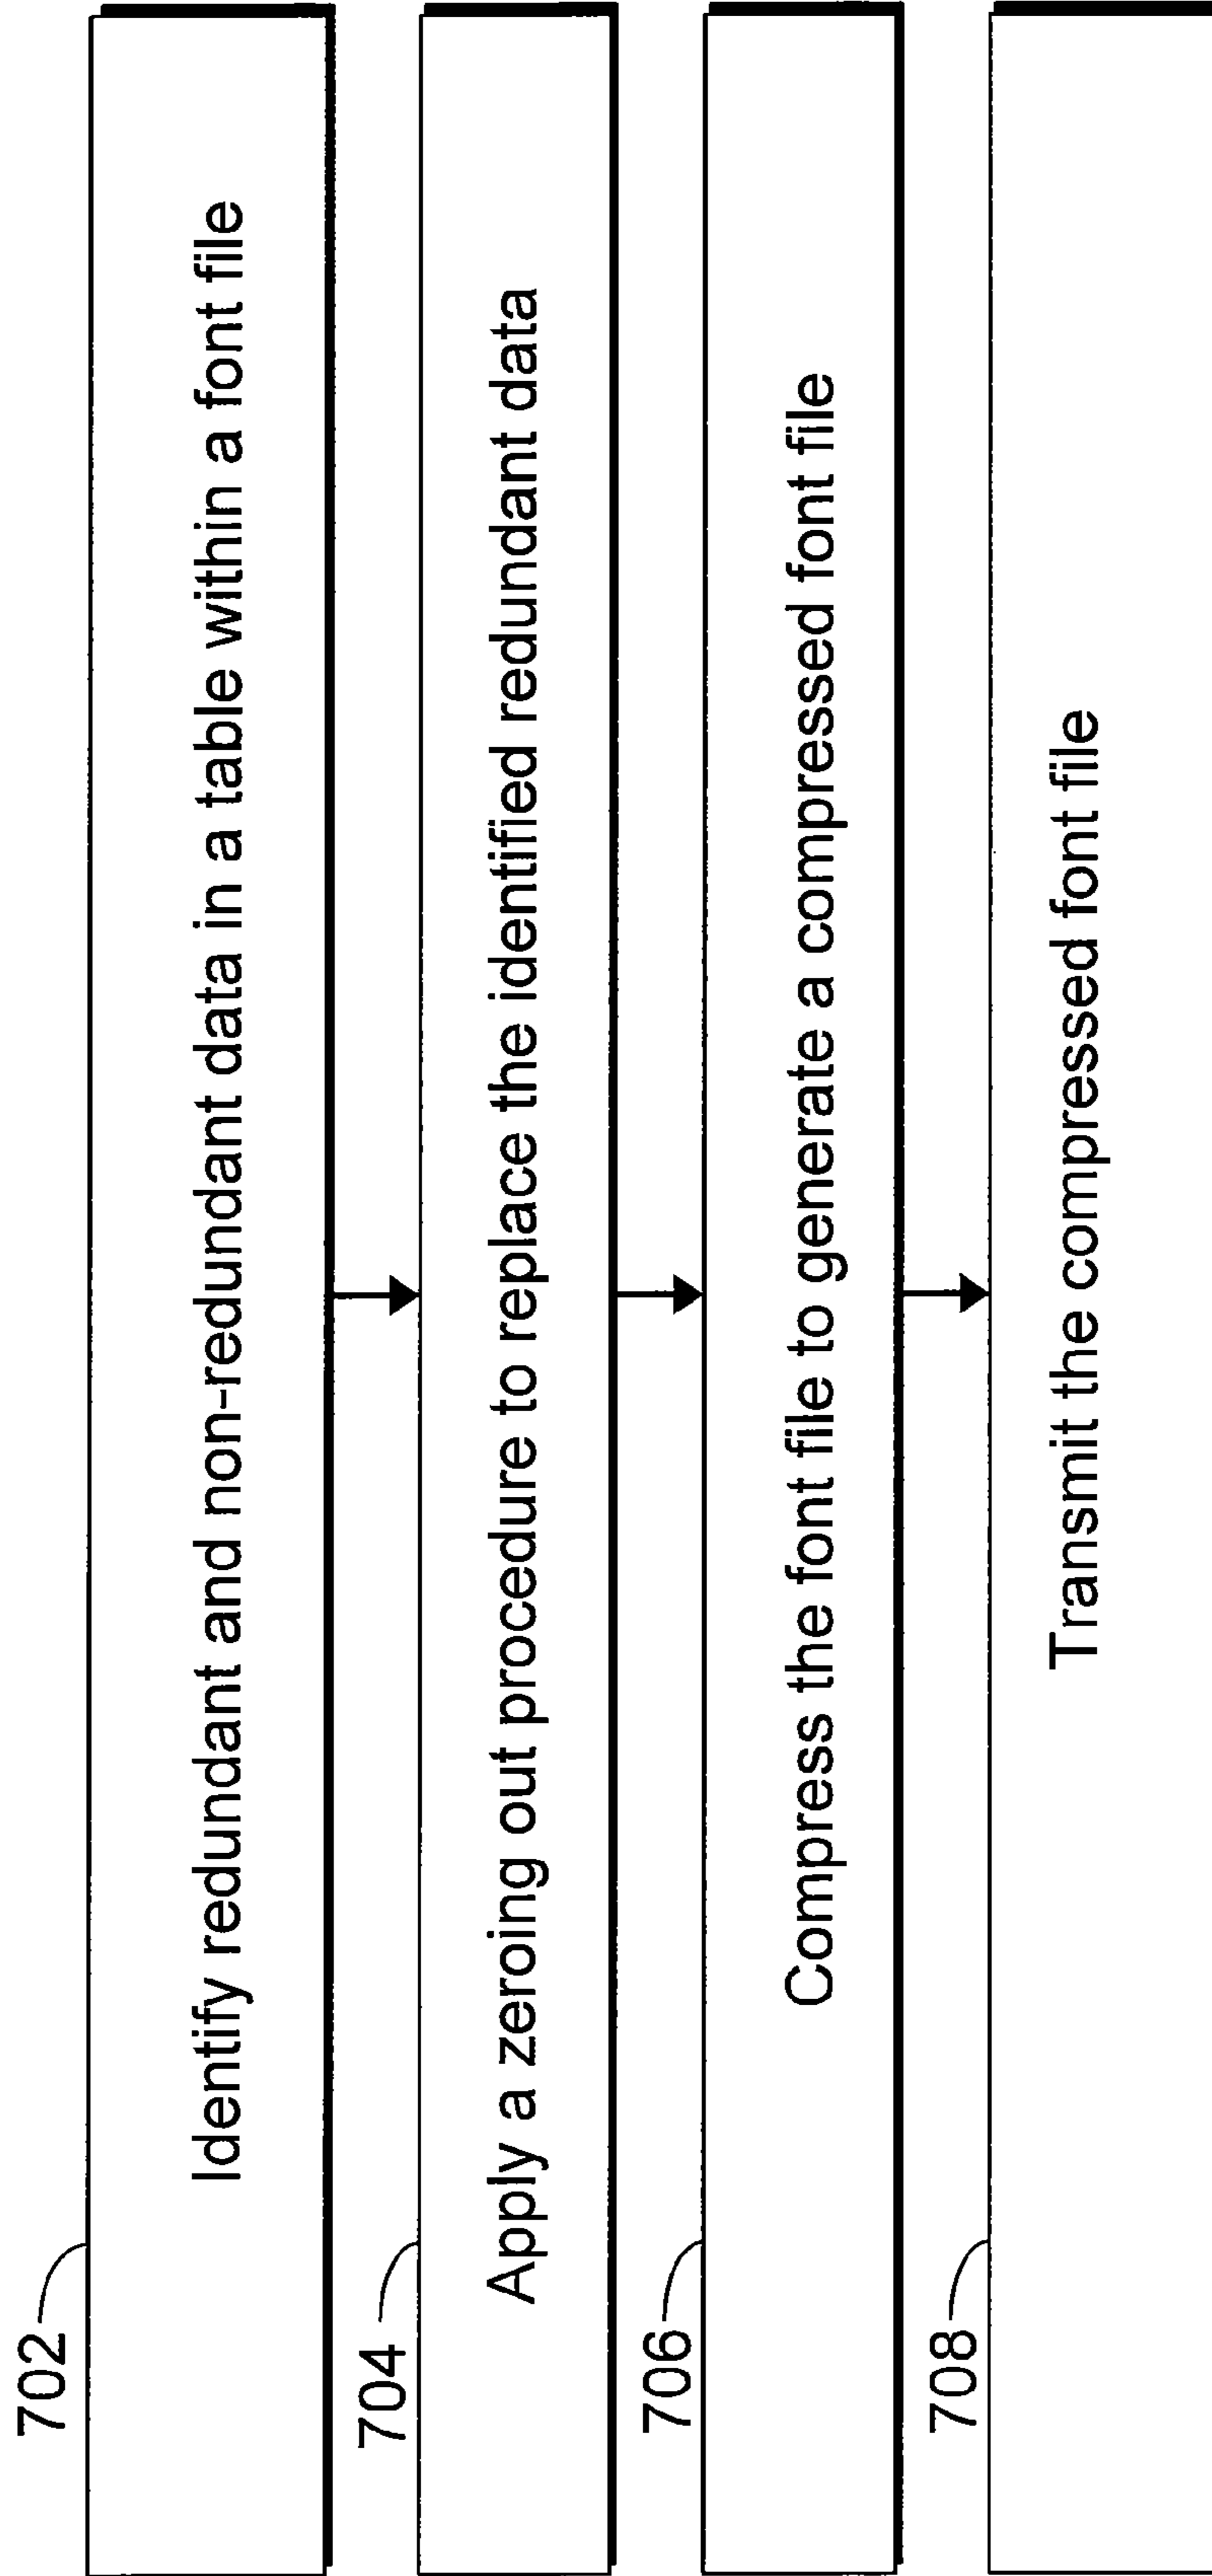 702
Identify redundant and non-redundant data in a table within a font file
704
Apply a zeroing out procedure to replace the identified redundant data
706
Compress the font file to generate a compressed font file
708
Transmit the compressed font file